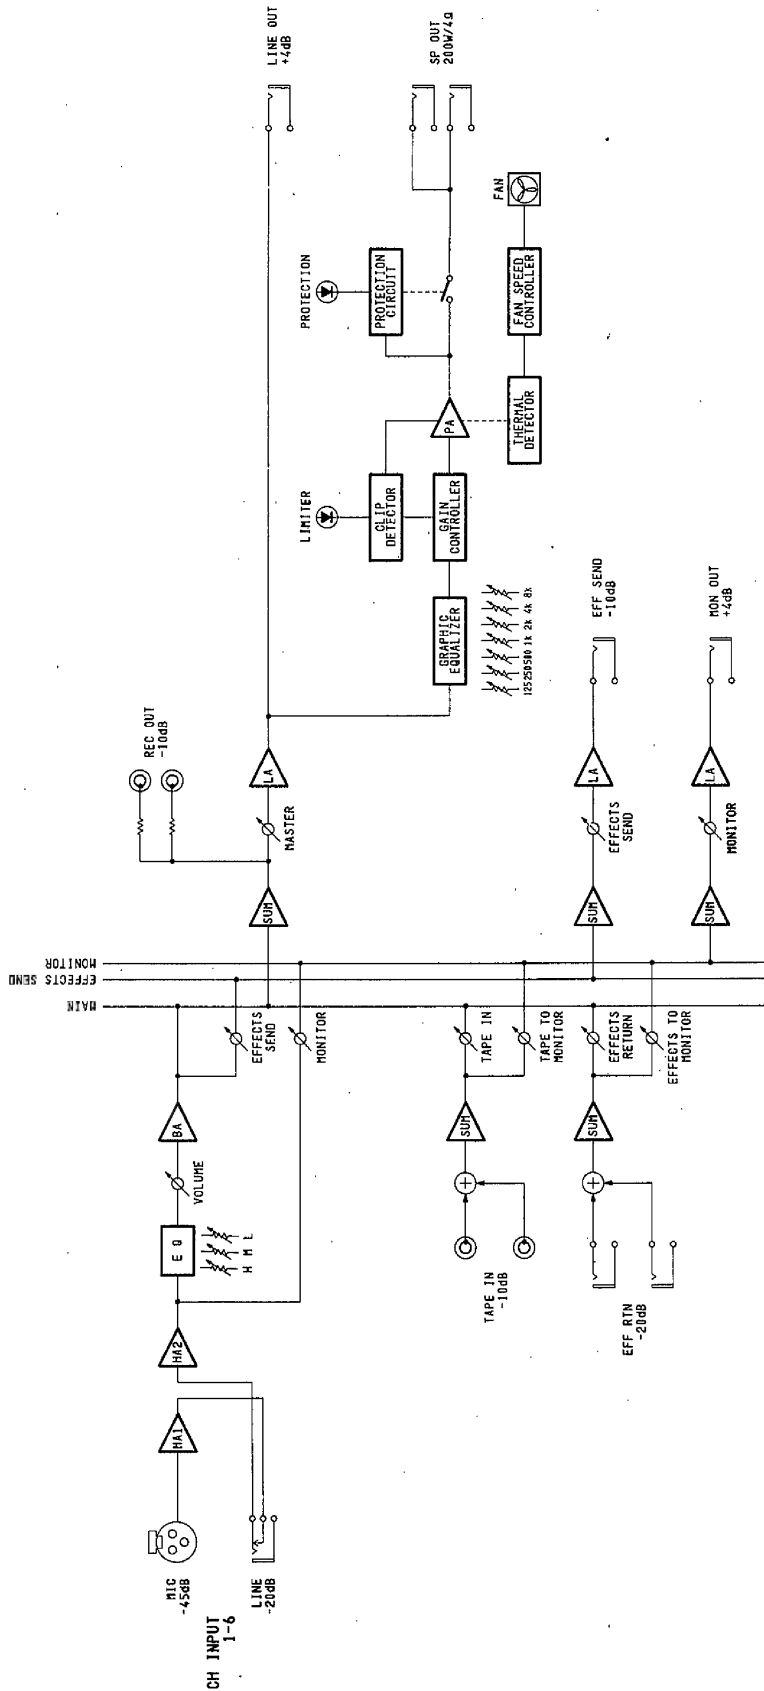 CH INPUT
1-6
MIC
-45dB
LINE
-20dB
HA1
HA2
E Q
H M L
VOLUME
BA
EFFECTS
SEND
MONITOR
MAIN
EFFECTS SEND
MONITOR
SUM
REC OUT
-10dB
MASTER
LA
LINE OUT
+4dB
GRAPHIC
EQUALIZER
125 250 500 1k 2k 4k 8k
LIMITER
CLIP
DETECTOR
GAIN
CONTROLLER
PA
PROTECTION
PROTECTION
CIRCUIT
THERMAL
DETECTOR
FAN SPEED
CONTROLLER
FAN
SP OUT
200W/4Ω
TAPE IN
-10dB
SUM
TAPE IN
TAPE TO
MONITOR
EFF RTN
-20dB
SUM
EFFECTS
RETURN
EFFECTS TO
MONITOR
SUM
EFFECTS
SEND
LA
EFF SEND
-10dB
SUM
MONITOR
LA
MON OUT
+4dB